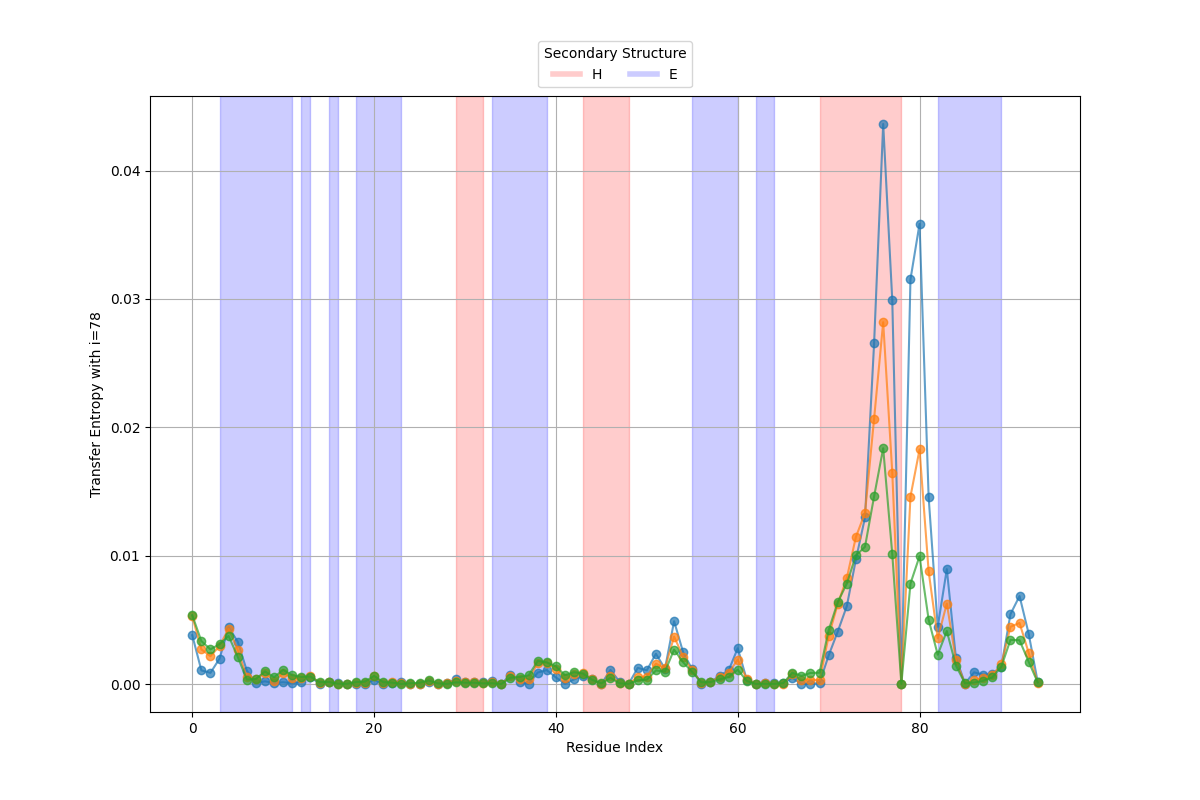 Secondary Structure
H E
0.04
0.03
0.02
0.01
0.00
Transfer Entropy with i=78
0 20 40 60 80
Residue Index